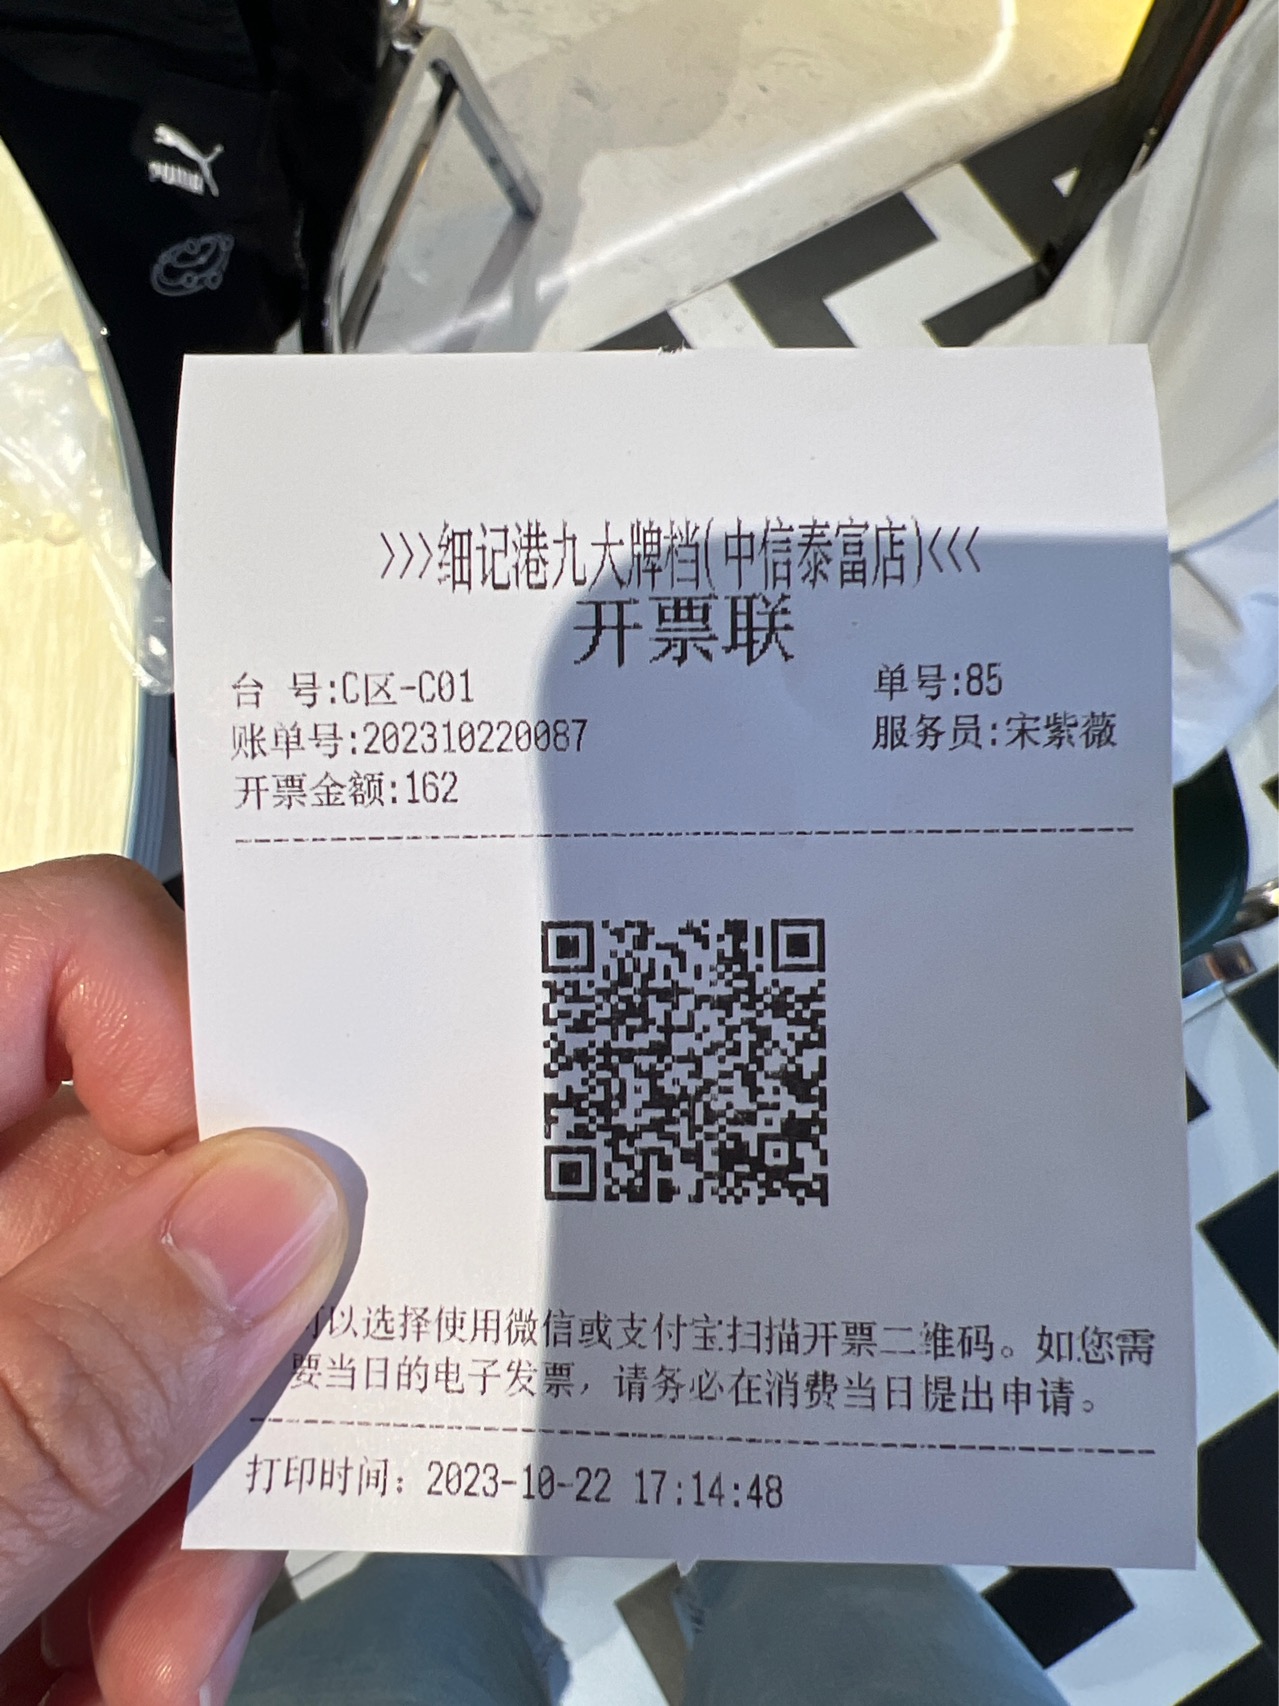 PUMA
>>>细记港九大牌档(中信泰富店)<<<
开票联
台 号:C区-C01 单号:85
账单号:202310220087 服务员:宋紫薇
开票金额:162
可以选择使用微信或支付宝扫描开票二维码。如您需
要当日的电子发票，请务必在消费当日提出申请。
打印时间：2023-10-22 17:14:48